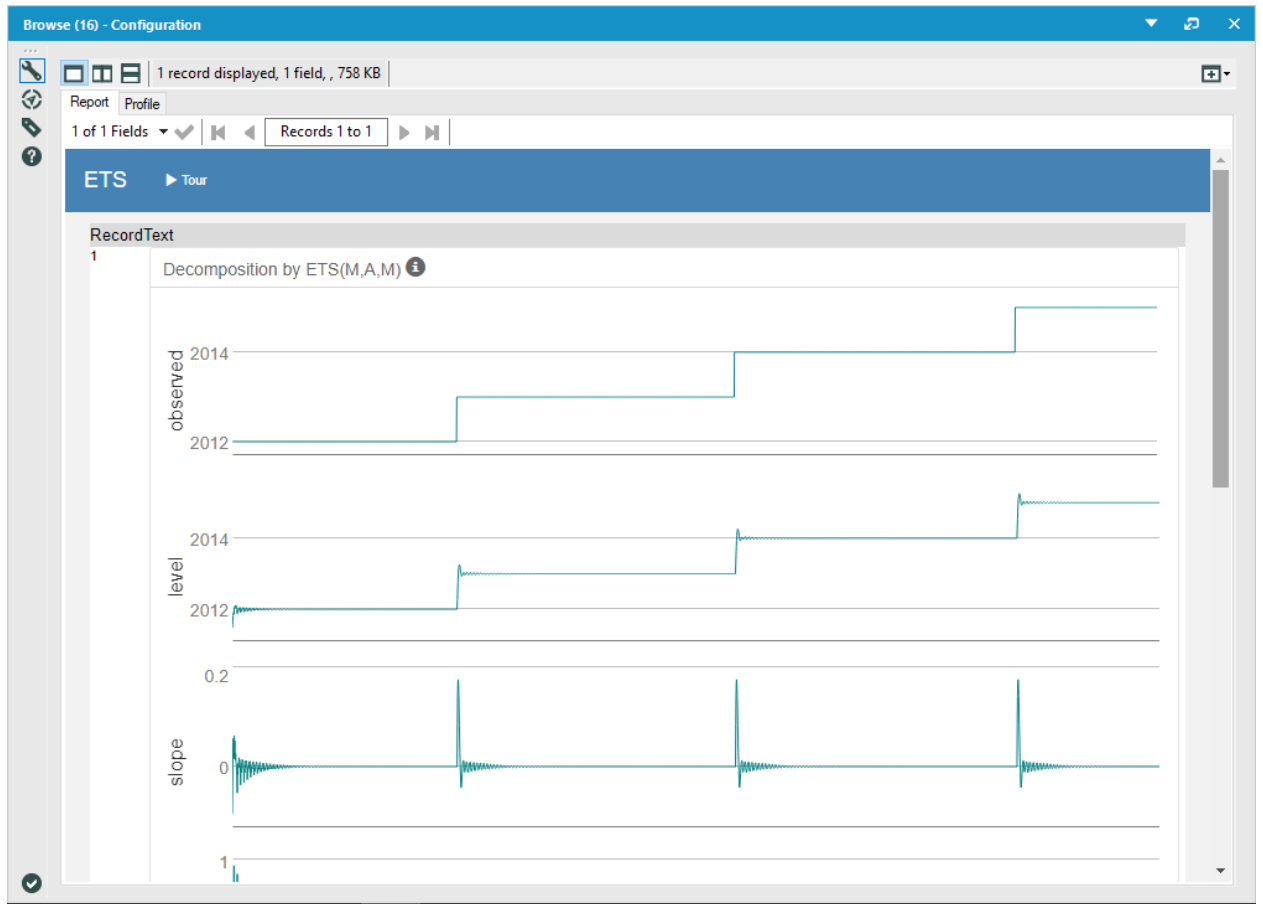 Browse (16) - Configuration
1 record displayed, 1 field, , 758 KB
Report Profile
1 of 1 Fields Records 1 to 1
ETS Tour
RecordText
1
Decomposition by ETS(M,A,M)
observed
2014
2012
level
2014
2012
slope
0.2
0
1